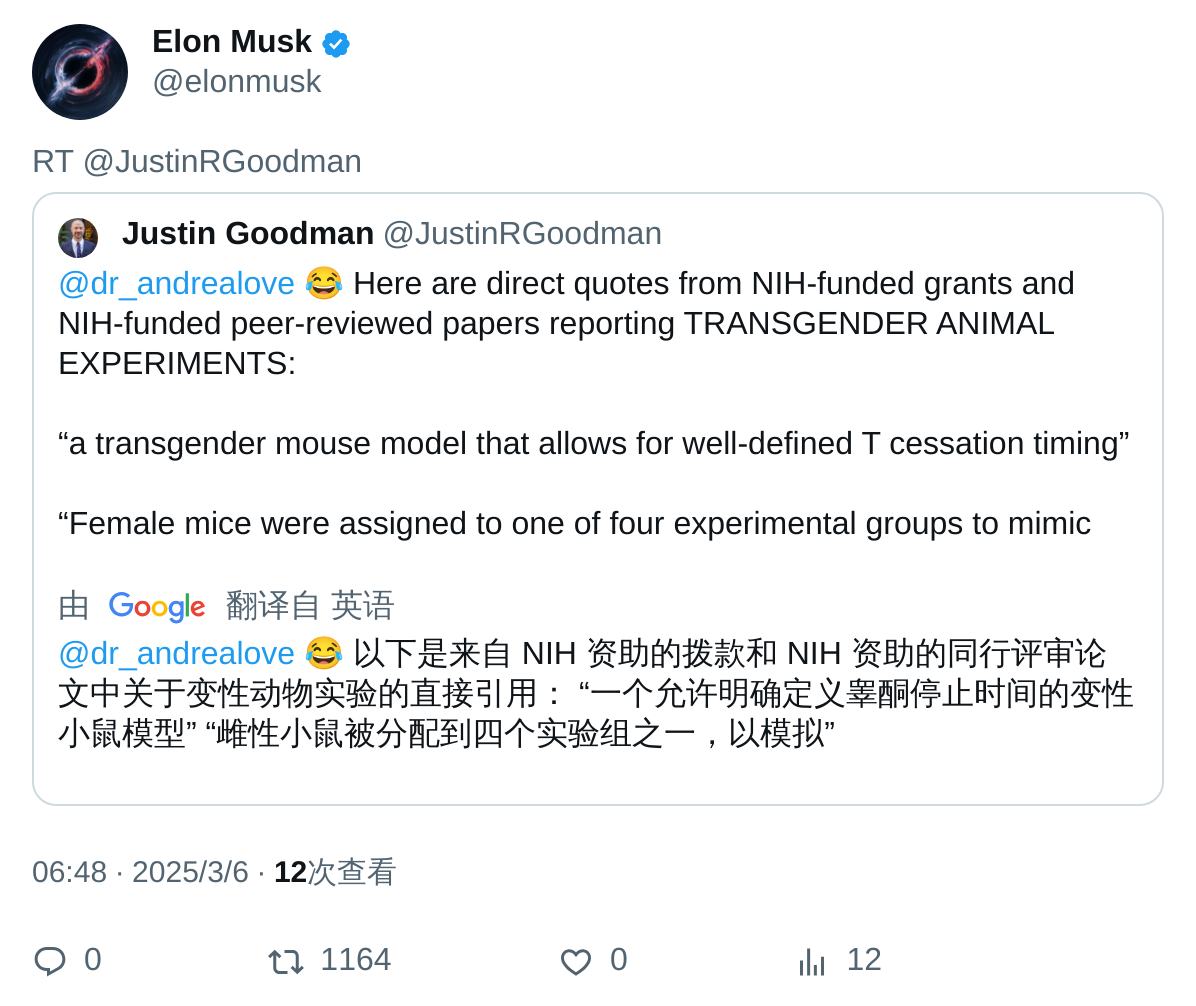 Elon Musk
@elonmusk
RT @JustinRGoodman
Justin Goodman @JustinRGoodman
@dr_andrealove 😂 Here are direct quotes from NIH-funded grants and
NIH-funded peer-reviewed papers reporting TRANSGENDER ANIMAL
EXPERIMENTS:
“a transgender mouse model that allows for well-defined T cessation timing”
“Female mice were assigned to one of four experimental groups to mimic
由 Google 翻译自 英语
@dr_andrealove 😂 以下是来自 NIH 资助的拨款和 NIH 资助的同行评审论
文中关于变性动物实验的直接引用： “一个允许明确定义睾酮停止时间的变性
小鼠模型” “雌性小鼠被分配到四个实验组之一，以模拟”
06:48 · 2025/3/6 · 12次查看
0 1164 0 12